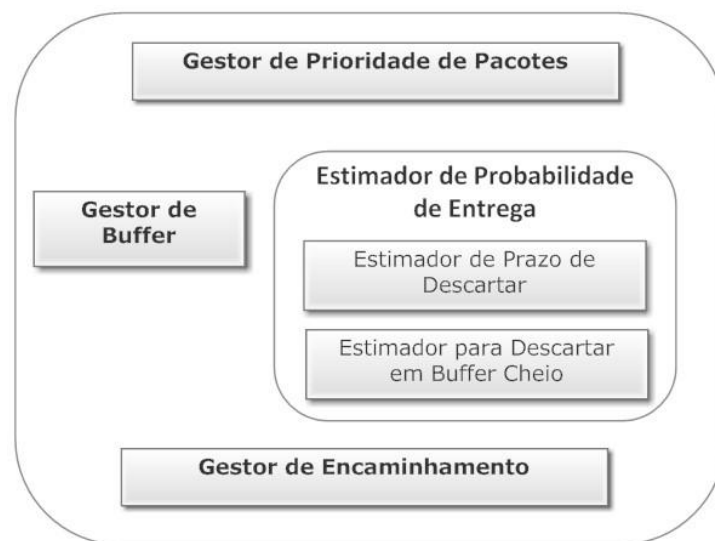 Gestor de Prioridade de Pacotes
Gestor de
Buffer
Estimador de Probabilidade
de Entrega
Estimador de Prazo de
Descartar
Estimador para Descartar
em Buffer Cheio
Gestor de Encaminhamento